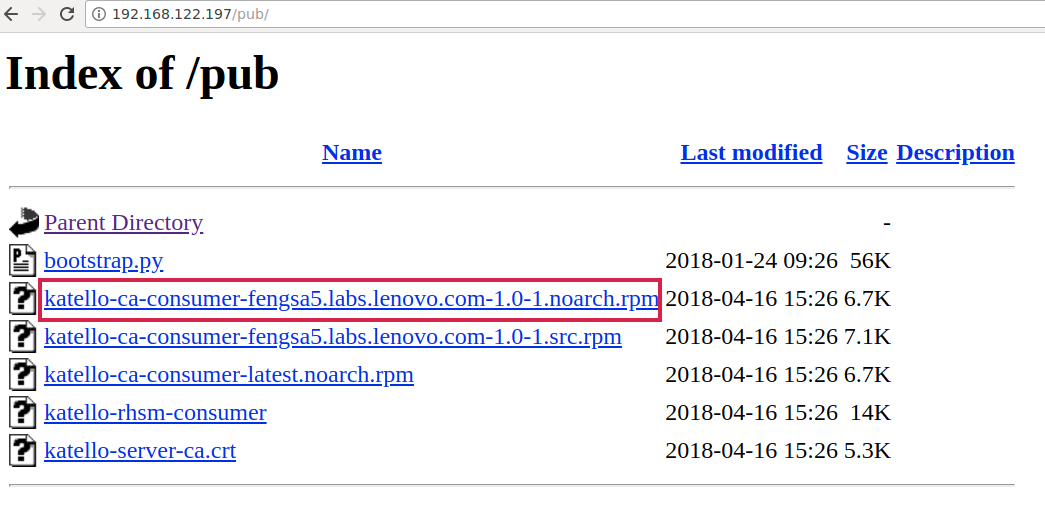 192.168.122.197/pub/
Index of /pub
Name Last modified Size Description
Parent Directory -
bootstrap.py 2018-01-24 09:26 56K
katello-ca-consumer-fengsa5.labs.lenovo.com-1.0-1.noarch.rpm 2018-04-16 15:26 6.7K
katello-ca-consumer-fengsa5.labs.lenovo.com-1.0-1.src.rpm 2018-04-16 15:26 7.1K
katello-ca-consumer-latest.noarch.rpm 2018-04-16 15:26 6.7K
katello-rhsm-consumer 2018-04-16 15:26 14K
katello-server-ca.crt 2018-04-16 15:26 5.3K